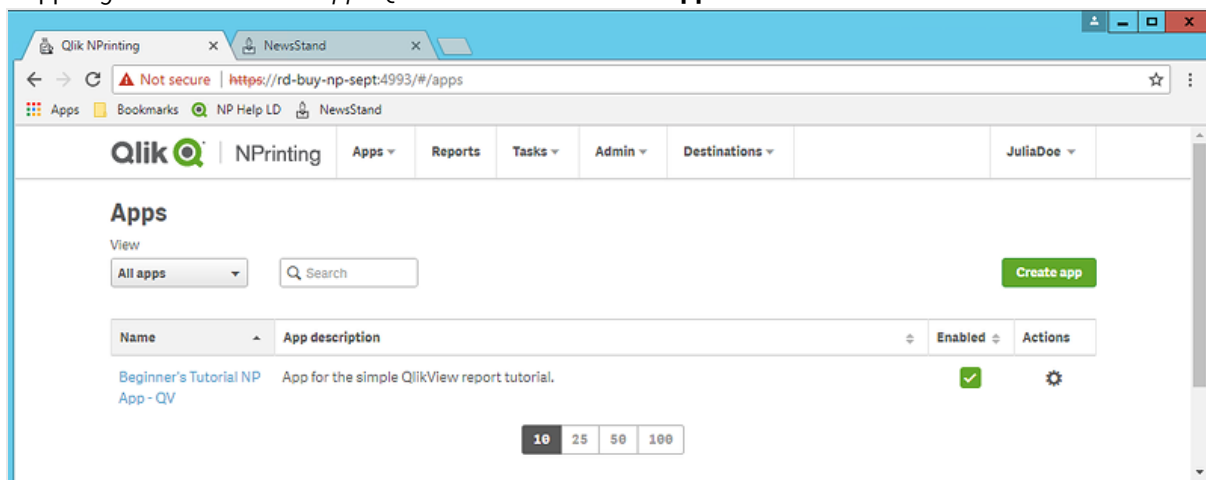 Qlik NPrinting
NewsStand
Not secure | https://rd-buy-np-sept:4993/#/apps
Apps Bookmarks NP Help LD NewsStand
Qlik NPrinting Apps Reports Tasks Admin Destinations JuliaDoe
Apps
View
All apps Search Create app
Name App description Enabled Actions
Beginner's Tutorial NP App - QV App for the simple QlikView report tutorial.
10 25 50 100